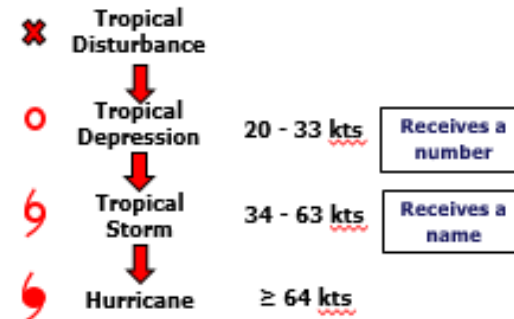 Tropical
Disturbance
Tropical
Depression
20 - 33 kts
Receives a
number
Tropical
Storm
34 - 63 kts
Receives a
name
Hurricane
≥ 64 kts